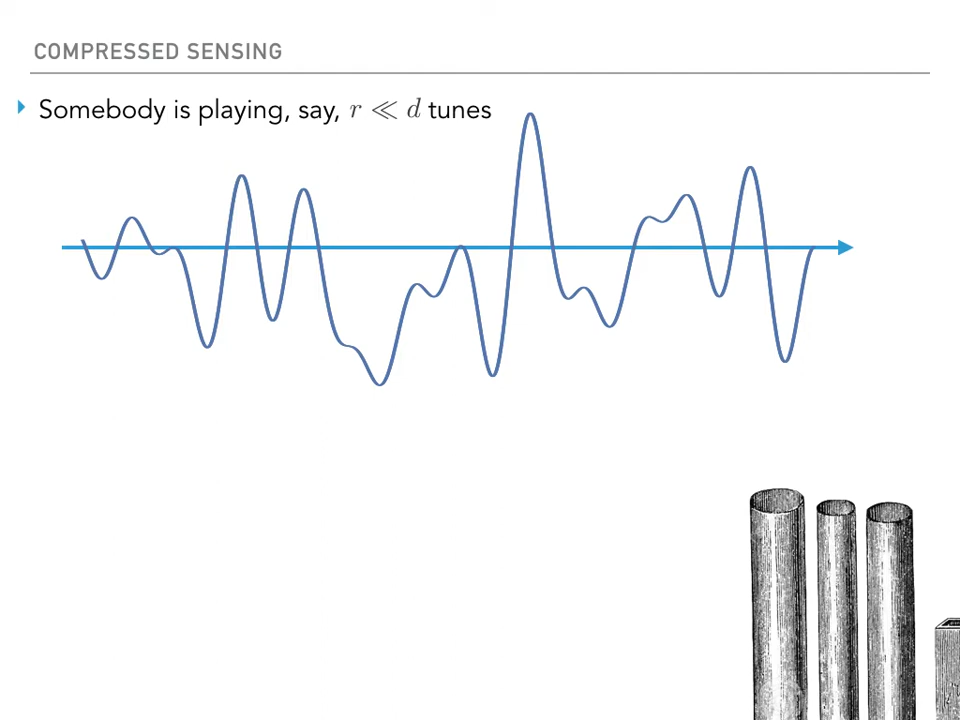 COMPRESSED SENSING
Somebody is playing, say, r ≪ d tunes